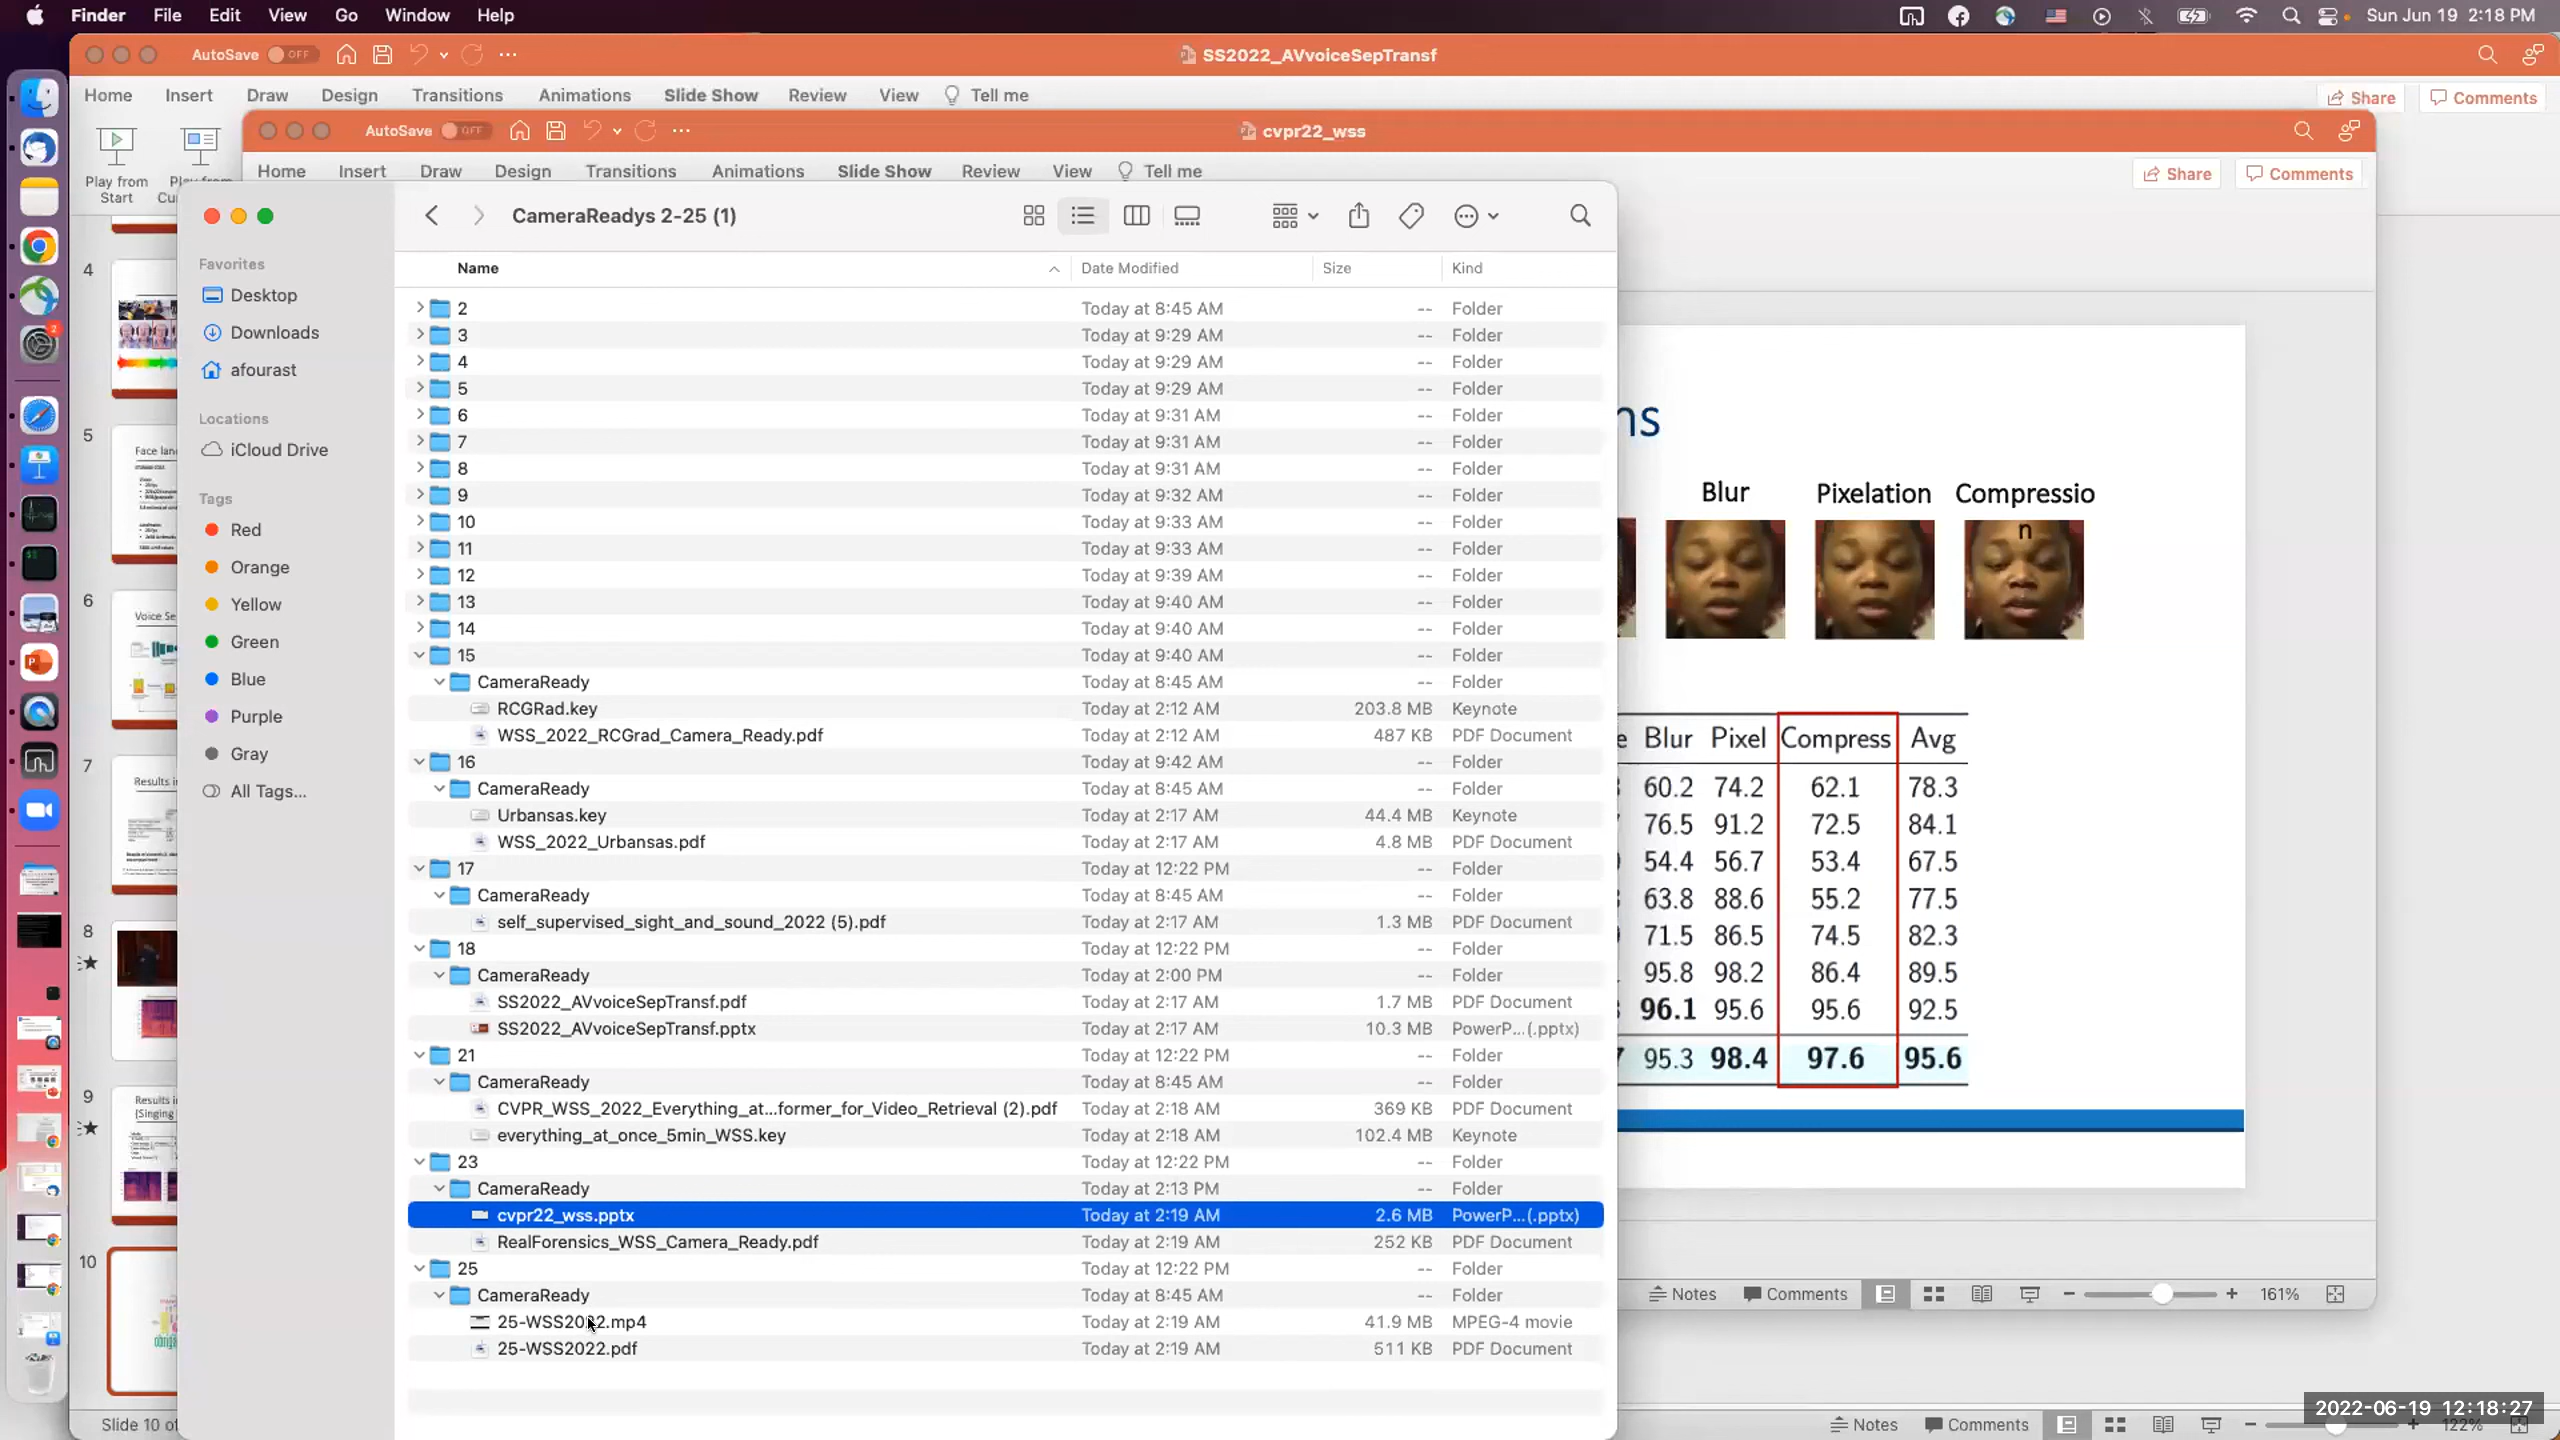 Finder File Edit View Go Window Help Sun Jun 19 2:18 PM
AutoSave OFF SS2022_AVvoiceSepTransf
Home Insert Draw Design Transitions Animations Slide Show Review View Tell me Share Comments
AutoSave OFF cvpr22_wss
Home Insert Draw Design Transitions Animations Slide Show Review View Tell me Share Comments
Play from
Start
CameraReadys 2-25 (1)
Favorites
Desktop
Downloads
afourast
Locations
iCloud Drive
Tags
Red
Orange
Yellow
Green
Blue
Purple
Gray
All Tags...
Name Date Modified Size Kind
2 Today at 8:45 AM -- Folder
3 Today at 9:29 AM -- Folder
4 Today at 9:29 AM -- Folder
5 Today at 9:29 AM -- Folder
6 Today at 9:31 AM -- Folder
7 Today at 9:31 AM -- Folder
8 Today at 9:31 AM -- Folder
9 Today at 9:32 AM -- Folder
10 Today at 9:33 AM -- Folder
11 Today at 9:33 AM -- Folder
12 Today at 9:39 AM -- Folder
13 Today at 9:40 AM -- Folder
14 Today at 9:40 AM -- Folder
15 Today at 9:40 AM -- Folder
CameraReady Today at 8:45 AM -- Folder
RCGRad.key Today at 2:12 AM 203.8 MB Keynote
WSS_2022_RCGrad_Camera_Ready.pdf Today at 2:12 AM 487 KB PDF Document
16 Today at 9:42 AM -- Folder
CameraReady Today at 8:45 AM -- Folder
Urbansas.key Today at 2:17 AM 44.4 MB Keynote
WSS_2022_Urbansas.pdf Today at 2:17 AM 4.8 MB PDF Document
17 Today at 12:22 PM -- Folder
CameraReady Today at 8:45 AM -- Folder
self_supervised_sight_and_sound_2022 (5).pdf Today at 2:17 AM 1.3 MB PDF Document
18 Today at 12:22 PM -- Folder
CameraReady Today at 2:00 PM -- Folder
SS2022_AVvoiceSepTransf.pdf Today at 2:17 AM 1.7 MB PDF Document
SS2022_AVvoiceSepTransf.pptx Today at 2:17 AM 10.3 MB PowerP...(.pptx)
21 Today at 12:22 PM -- Folder
CameraReady Today at 8:45 AM -- Folder
CVPR_WSS_2022_Everything_at...former_for_Video_Retrieval (2).pdf Today at 2:18 AM 369 KB PDF Document
everything_at_once_5min_WSS.key Today at 2:18 AM 102.4 MB Keynote
23 Today at 12:22 PM -- Folder
CameraReady Today at 2:13 PM -- Folder
cvpr22_wss.pptx Today at 2:19 AM 2.6 MB PowerP...(.pptx)
RealForensics_WSS_Camera_Ready.pdf Today at 2:19 AM 252 KB PDF Document
25 Today at 12:22 PM -- Folder
CameraReady Today at 8:45 AM -- Folder
25-WSS2022.mp4 Today at 2:19 AM 41.9 MB MPEG-4 movie
25-WSS2022.pdf Today at 2:19 AM 511 KB PDF Document
ns
Blur Pixelation Compressio
n
e Blur Pixel Compress Avg
60.2 74.2 62.1 78.3
76.5 91.2 72.5 84.1
54.4 56.7 53.4 67.5
63.8 88.6 55.2 77.5
71.5 86.5 74.5 82.3
95.8 98.2 86.4 89.5
96.1 95.6 95.6 92.5
95.3 98.4 97.6 95.6
Notes Comments 161%
4
5
Face lan
6
Voice Se
7
Results i
8
9
Results in
(Singing
10
Slide 10 of
Notes Comments 122%
2022-06-19 12:18:27